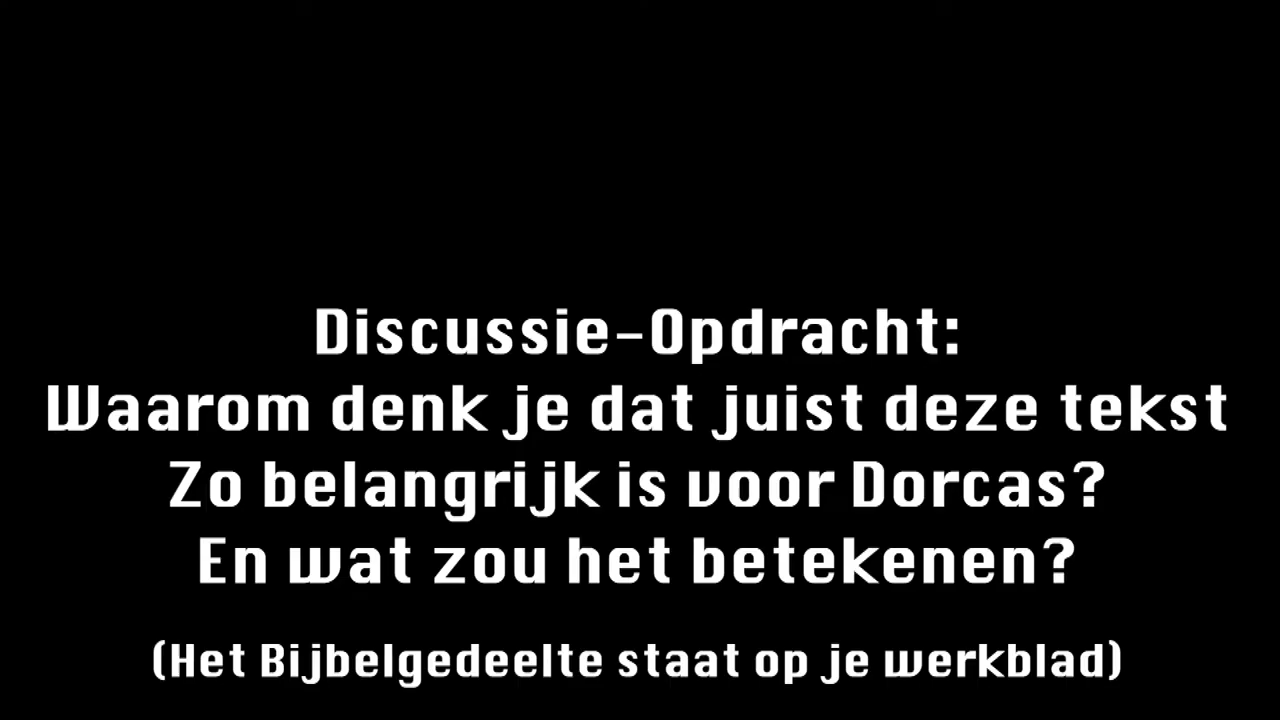 Discussie-Opdracht:
Waarom denk je dat juist deze tekst
Zo belangrijk is voor Dorcas?
En wat zou het betekenen?
(Het Bijbelgedeelte staat op je werkblad)